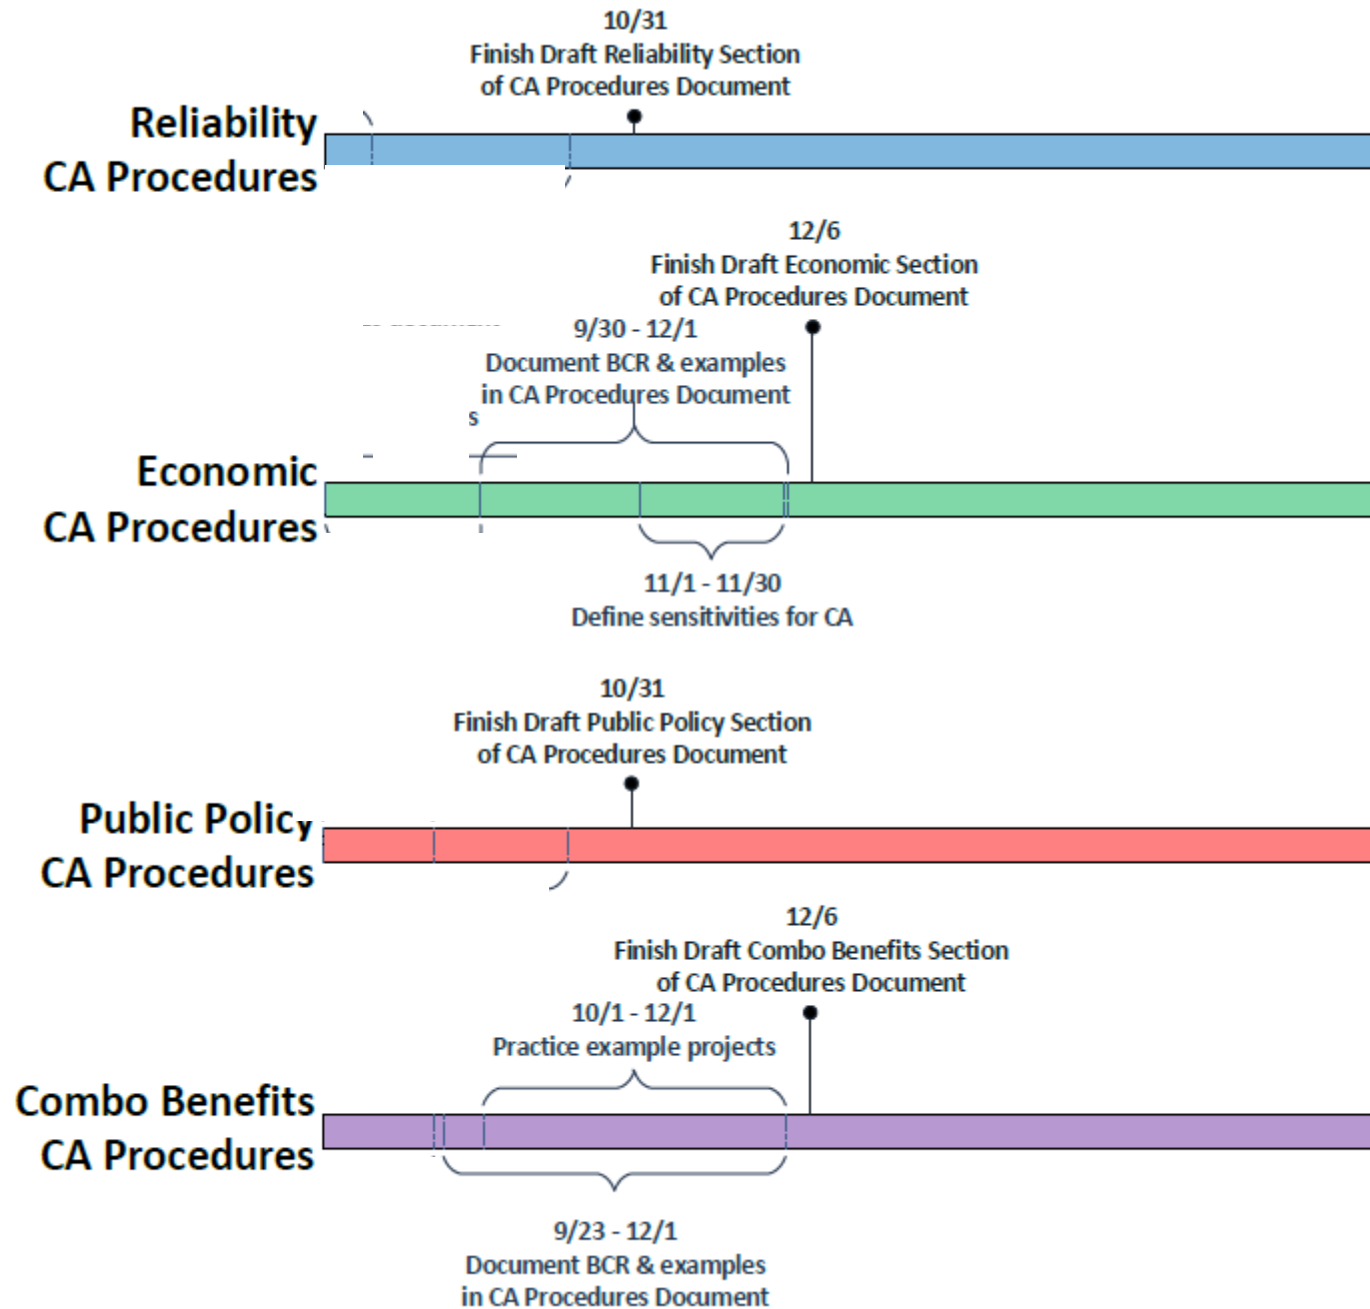 10/31
Finish Draft Reliability Section
of CA Procedures Document
Reliability
CA Procedures
12/6
Finish Draft Economic Section
of CA Procedures Document
9/30 - 12/1
Document BCR & examples
in CA Procedures Document
s
Economic
CA Procedures
11/1 - 11/30
Define sensitivities for CA
10/31
Finish Draft Public Policy Section
of CA Procedures Document
Public Policy
CA Procedures
12/6
Finish Draft Combo Benefits Section
of CA Procedures Document
10/1 - 12/1
Practice example projects
Combo Benefits
CA Procedures
9/23 - 12/1
Document BCR & examples
in CA Procedures Document